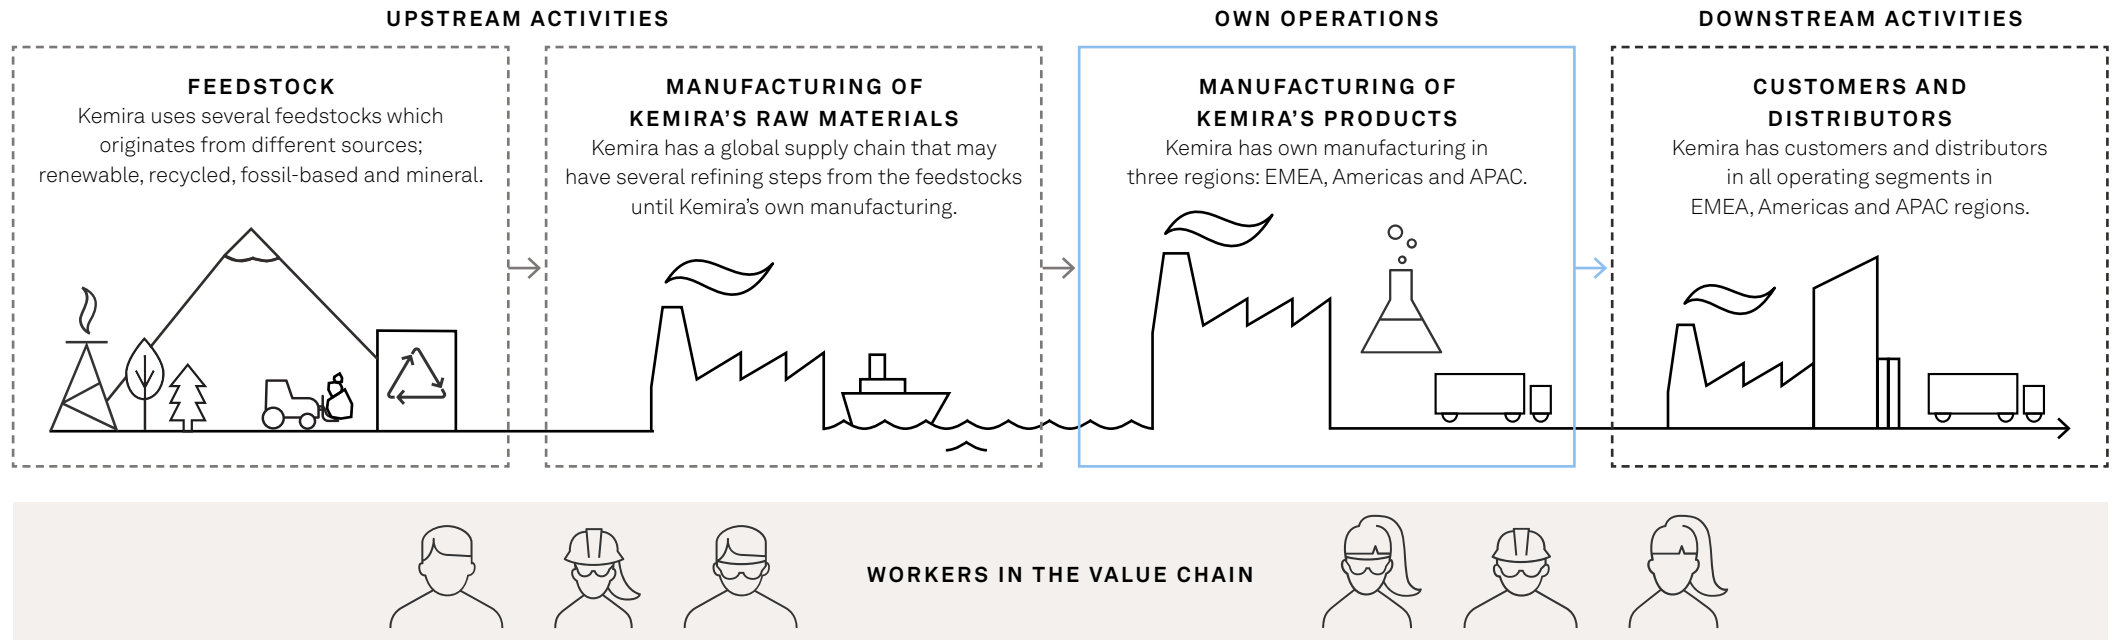 UPSTREAM ACTIVITIES
FEEDSTOCK
Kemira uses several feedstocks which
originates from different sources;
renewable, recycled, fossil-based and mineral.
MANUFACTURING OF
KEMIRA’S RAW MATERIALS
Kemira has a global supply chain that may
have several refining steps from the feedstocks
until Kemira’s own manufacturing.
OWN OPERATIONS
MANUFACTURING OF
KEMIRA’S PRODUCTS
Kemira has own manufacturing in
three regions: EMEA, Americas and APAC.
DOWNSTREAM ACTIVITIES
CUSTOMERS AND
DISTRIBUTORS
Kemira has customers and distributors
in all operating segments in
EMEA, Americas and APAC regions.
WORKERS IN THE VALUE CHAIN